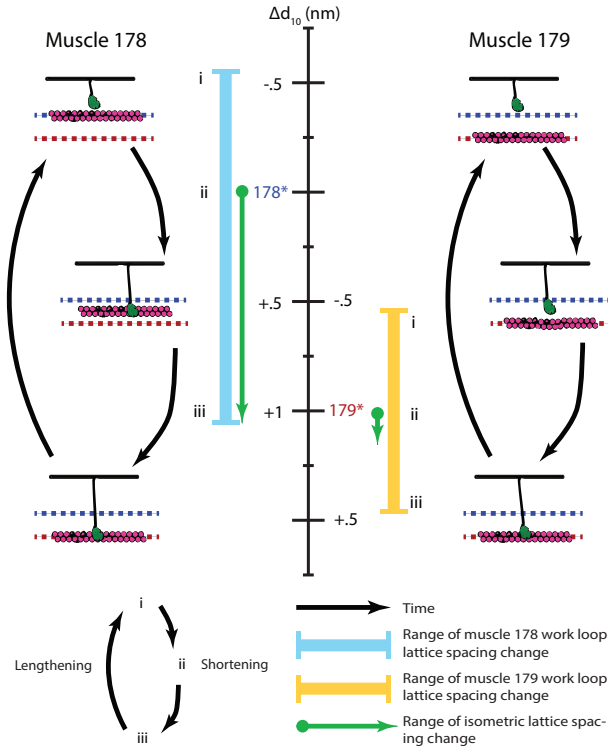 Δd10 (nm)
Muscle 178
Muscle 179
i
-.5
ii
178*
+.5
-.5
i
iii
+1
179*
ii
iii
+.5
i
Lengthening
ii
Shortening
iii
Time
Range of muscle 178 work loop
lattice spacing change
Range of muscle 179 work loop
lattice spacing change
Range of isometric lattice spac-
ing change